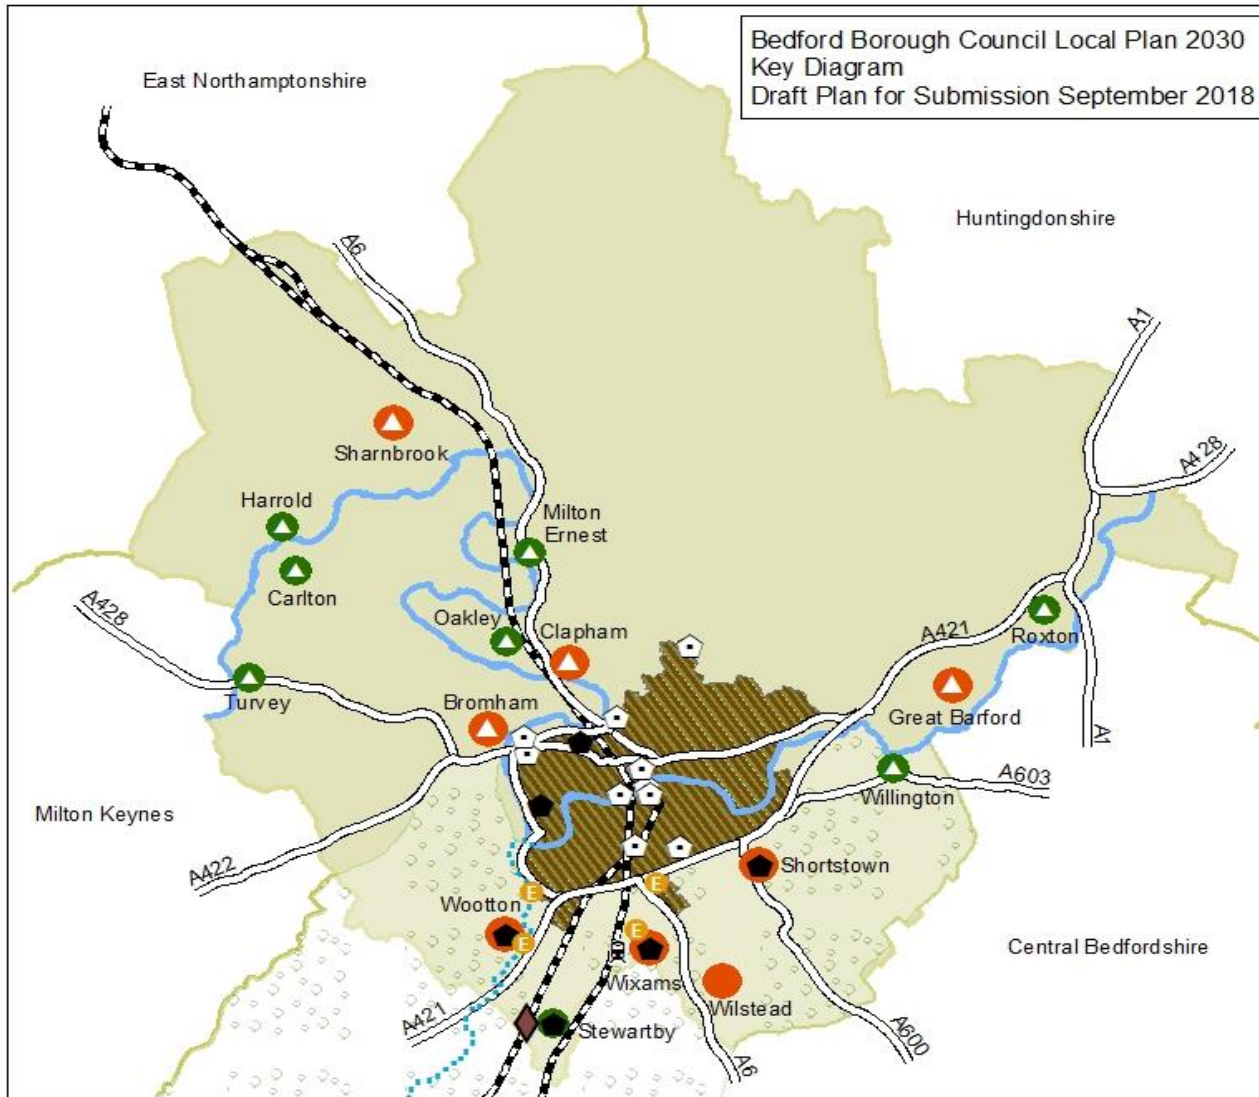 Bedford Borough Council Local Plan 2030
Key Diagram
Draft Plan for Submission September 2018
East Northamptonshire
Huntingdonshire
A6
A1
Sharnbrook
A428
Harrold
Milton
Ernest
Carlton
A428
Oakley
Clapham
A421
Roxton
Turvey
Bromham
Great Barford
A1
A603
Willington
Milton Keynes
A422
Shortstown
E
E
Wootton
E
E
Central Bedfordshire
Wixams
Wilstead
A421
Stewartby
A600
A6